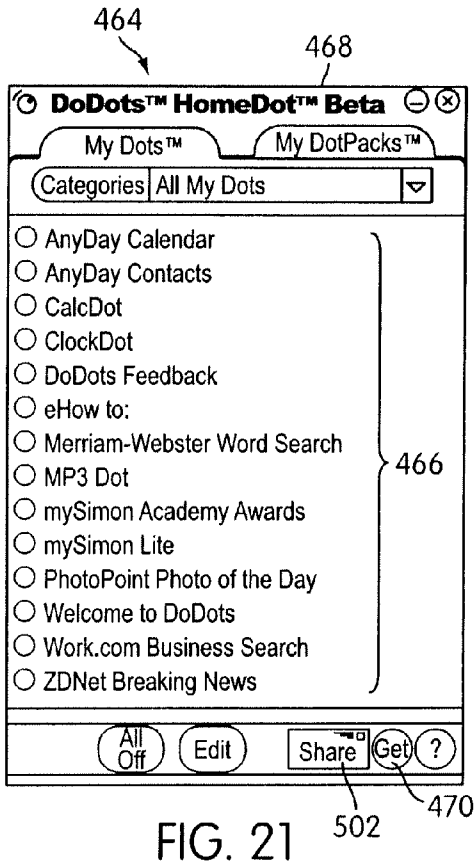 464
468
DoDots™ HomeDot™ Beta
My Dots™ My DotPacks™
Categories All My Dots
AnyDay Calendar
AnyDay Contacts
CalcDot
ClockDot
DoDots Feedback
eHow to:
Merriam-Webster Word Search
466
MP3 Dot
mySimon Academy Awards
mySimon Lite
PhotoPoint Photo of the Day
Welcome to DoDots
Work.com Business Search
ZDNet Breaking News
All Off Edit Share Get ?
502 470
FIG. 21